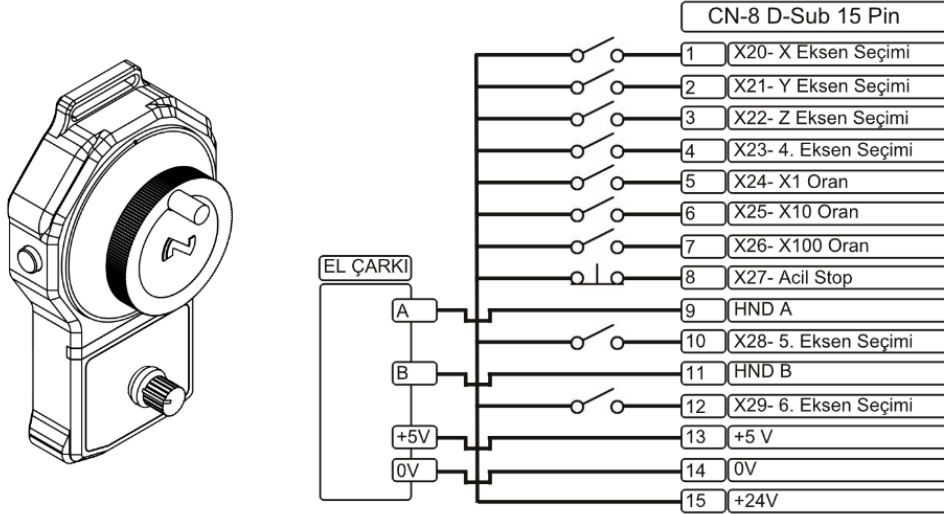 CN-8 D-Sub 15 Pin
1 X20- X Eksen Seçimi
2 X21- Y Eksen Seçimi
3 X22- Z Eksen Seçimi
4 X23- 4. Eksen Seçimi
5 X24- X1 Oran
6 X25- X10 Oran
7 X26- X100 Oran
EL ÇARKI
8 X27- Acil Stop
A 9 HND A
10 X28- 5. Eksen Seçimi
B 11 HND B
12 X29- 6. Eksen Seçimi
+5V 13 +5 V
0V 14 0V
15 +24V